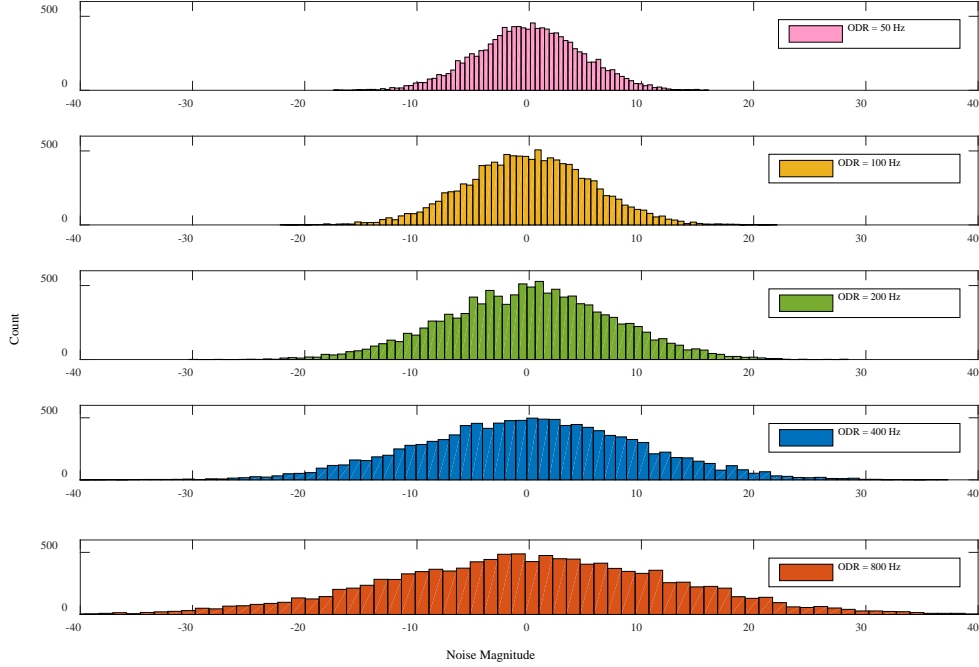 500
0
ODR = 50 Hz
-40 -30 -20 -10 0 10 20 30 40
500
0
ODR = 100 Hz
-40 -30 -20 -10 0 10 20 30 40
500
0
ODR = 200 Hz
-40 -30 -20 -10 0 10 20 30 40
Count
500
0
ODR = 400 Hz
-40 -30 -20 -10 0 10 20 30 40
500
0
ODR = 800 Hz
-40 -30 -20 -10 0 10 20 30 40
Noise Magnitude